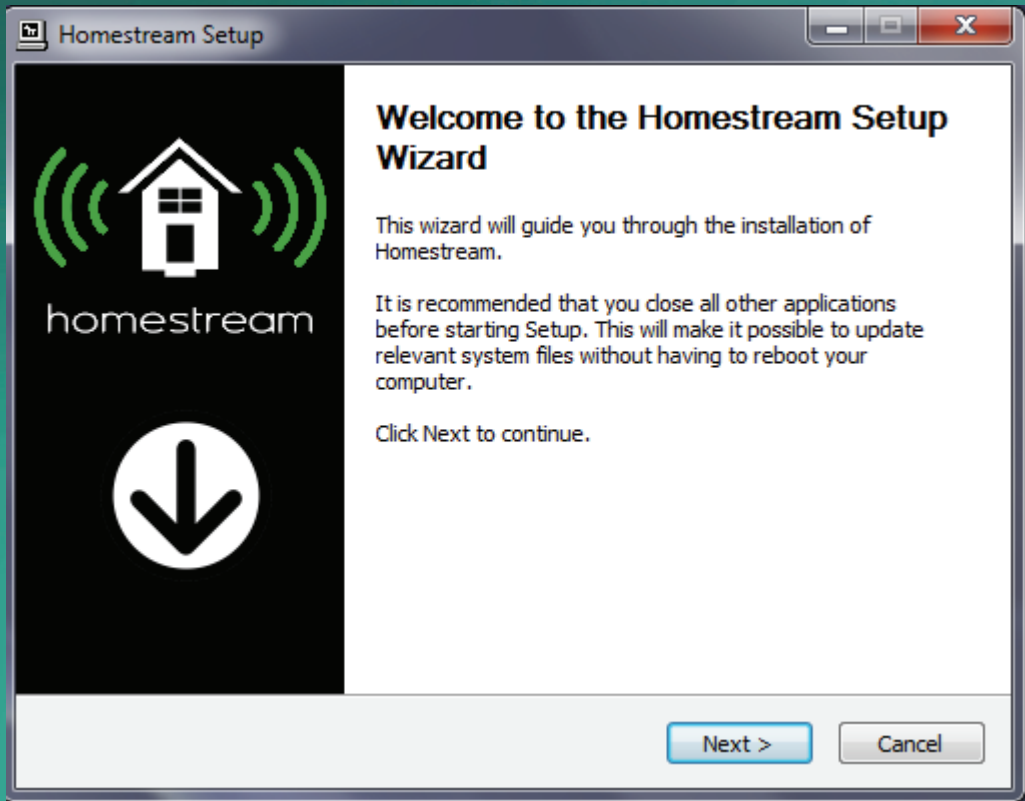 Homestream Setup
homestream
Welcome to the Homestream Setup
Wizard
This wizard will guide you through the installation of
Homestream.
It is recommended that you close all other applications
before starting Setup. This will make it possible to update
relevant system files without having to reboot your
computer.
Click Next to continue.
Next >
Cancel